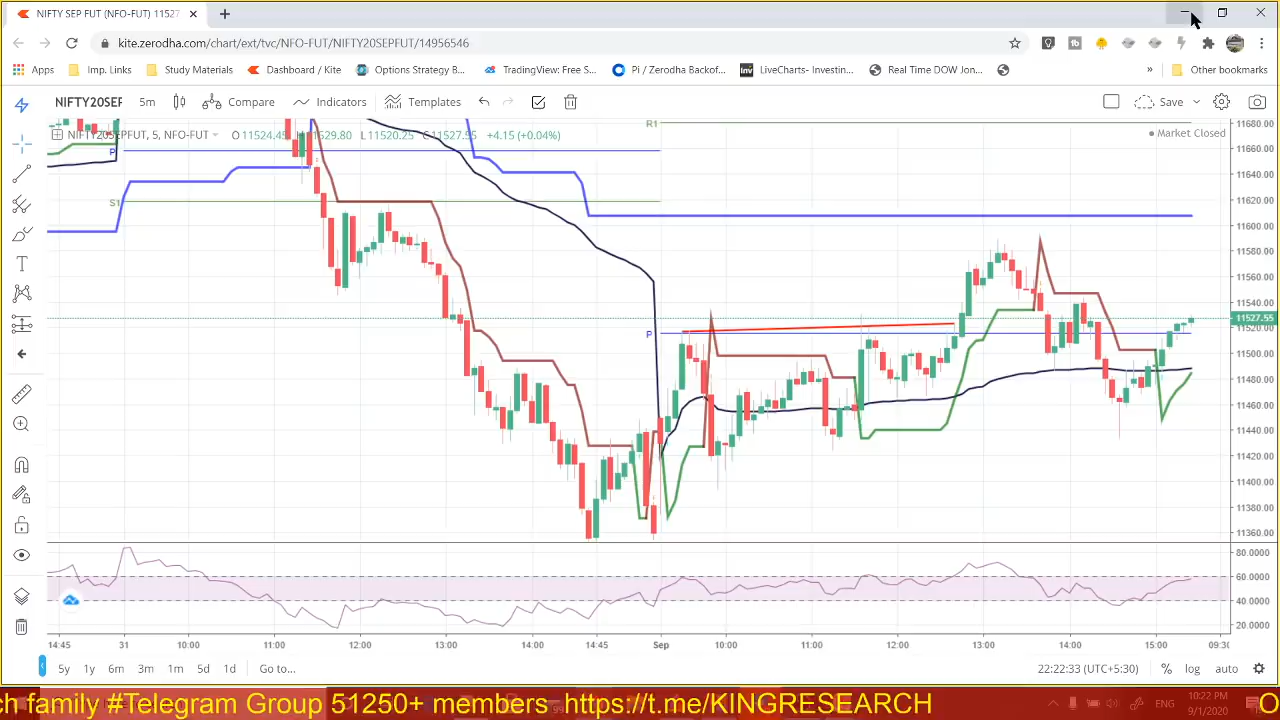 NIFTY SEP FUT (NFO-FUT) 11527
kite.zerodha.com/chart/ext/tvc/NFO-FUT/NIFTY20SEPFUT/14956546
Apps Imp. Links Study Materials Dashboard / Kite Options Strategy B... TradingView: Free S... Pi / Zerodha Backof... Inv LiveCharts- Investin... Real Time DOW Jon... » Other bookmarks
NIFTY20SEP 5m Compare Indicators Templates Save
NIFTY20SEPFUT, 5, NFO-FUT O 11524.45 H 11529.80 L 11520.25 C 11527.55 +4.15 (+0.04%)
Market Closed
R1
P
S1
P
11680.00
11660.00
11640.00
11620.00
11600.00
11580.00
11560.00
11540.00
11527.55
11520.00
11500.00
11480.00
11460.00
11440.00
11420.00
11400.00
11380.00
11360.00
80.0000
60.0000
40.0000
20.0000
14:45 31 10:00 11:00 12:00 13:00 14:00 14:45 Sep 10:00 11:00 12:00 13:00 14:00 15:00 09:30
5y 1y 6m 3m 1m 5d 1d Go to... 22:22:33 (UTC+5:30) % log auto
ch family #Telegram Group 51250+ members https://t.me/KINGRESEARCH O
ENG 10:22 PM
9/1/2020